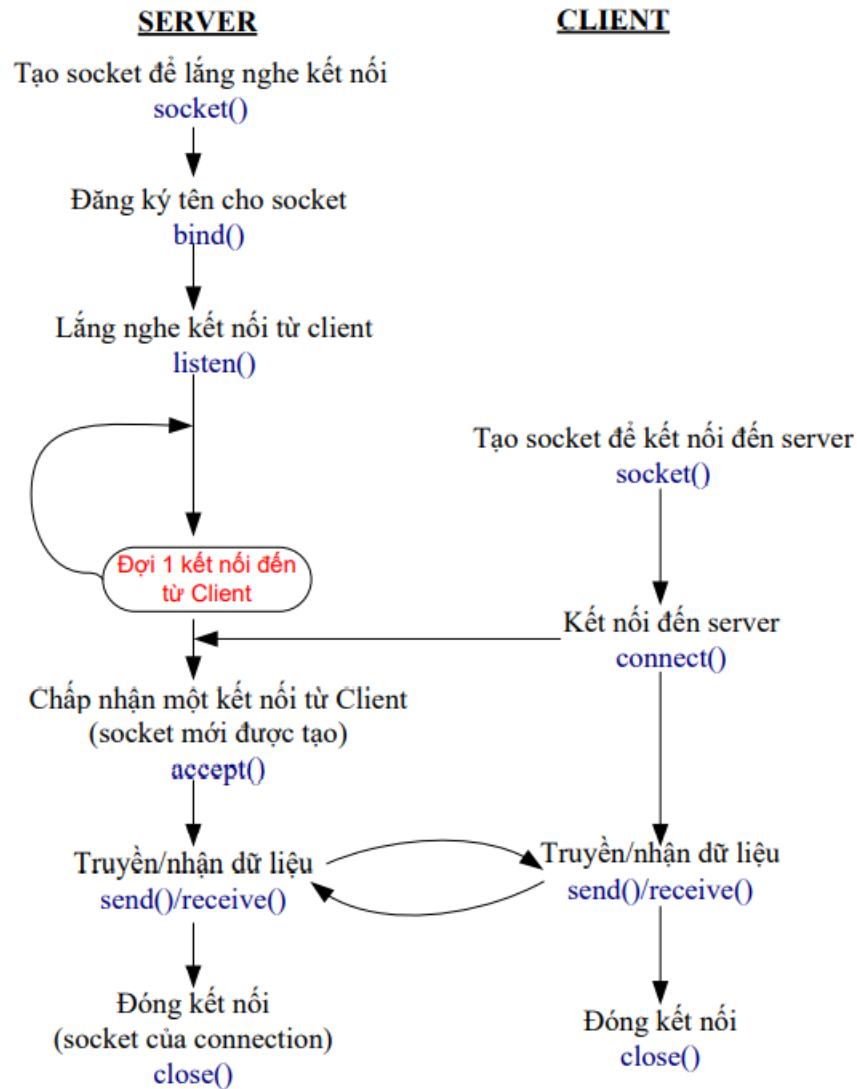 SERVER
Tạo socket để lắng nghe kết nối
socket()
Đăng ký tên cho socket
bind()
Lắng nghe kết nối từ client
listen()
Đợi 1 kết nối đến
từ Client
Chấp nhận một kết nối từ Client
(socket mới được tạo)
accept()
Truyền/nhận dữ liệu
send()/receive()
Đóng kết nối
(socket của connection)
close()
CLIENT
Tạo socket để kết nối đến server
socket()
Kết nối đến server
connect()
Truyền/nhận dữ liệu
send()/receive()
Đóng kết nối
close()